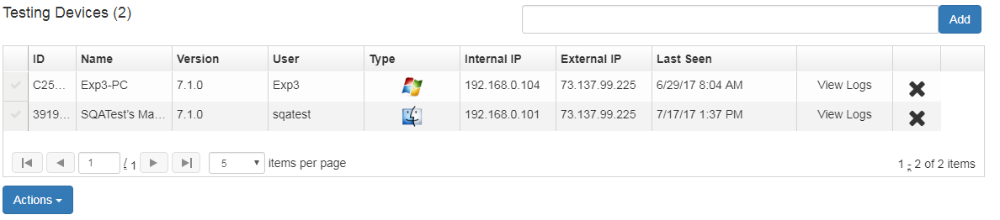 Testing Devices (2)
Add
ID Name Version User Type Internal IP External IP Last Seen
C25... Exp3-PC 7.1.0 Exp3 192.168.0.104 73.137.99.225 6/29/17 8:04 AM View Logs
3919... SQATest's Ma... 7.1.0 sqatest 192.168.0.101 73.137.99.225 7/17/17 1:37 PM View Logs
1 / 1 5 items per page 1 - 2 of 2 items
Actions